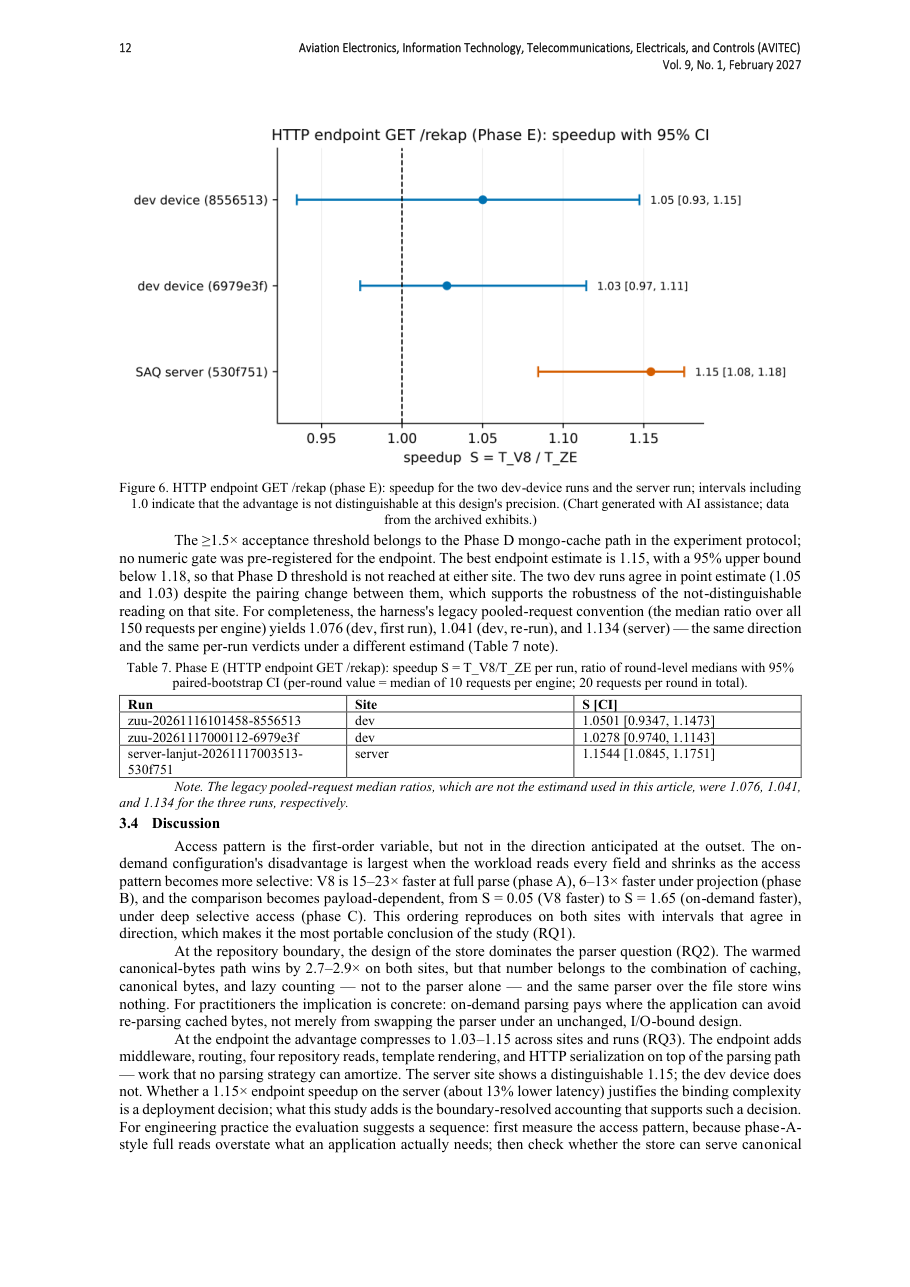 12
Aviation Electronics, Information Technology, Telecommunications, Electricals, and Controls (AVITEC)
Vol. 9, No. 1, February 2027
HTTP endpoint GET /rekap (Phase E): speedup with 95% CI
dev device (8556513)
1.05 [0.93, 1.15]
dev device (6979e3f)
1.03 [0.97, 1.11]
SAQ server (530f751)
1.15 [1.08, 1.18]
0.95 1.00 1.05 1.10 1.15
speedup S = T_V8 / T_ZE
Figure 6. HTTP endpoint GET /rekap (phase E): speedup for the two dev-device runs and the server run; intervals including
1.0 indicate that the advantage is not distinguishable at this design's precision. (Chart generated with AI assistance; data
from the archived exhibits.)
The ≥1.5× acceptance threshold belongs to the Phase D mongo-cache path in the experiment protocol;
no numeric gate was pre-registered for the endpoint. The best endpoint estimate is 1.15, with a 95% upper bound
below 1.18, so that Phase D threshold is not reached at either site. The two dev runs agree in point estimate (1.05
and 1.03) despite the pairing change between them, which supports the robustness of the not-distinguishable
reading on that site. For completeness, the harness's legacy pooled-request convention (the median ratio over all
150 requests per engine) yields 1.076 (dev, first run), 1.041 (dev, re-run), and 1.134 (server) — the same direction
and the same per-run verdicts under a different estimand (Table 7 note).
Table 7. Phase E (HTTP endpoint GET /rekap): speedup S = T_V8/T_ZE per run, ratio of round-level medians with 95%
paired-bootstrap CI (per-round value = median of 10 requests per engine; 20 requests per round in total).
Run Site S [CI]
zuu-20261116101458-8556513 dev 1.0501 [0.9347, 1.1473]
zuu-20261117000112-6979e3f dev 1.0278 [0.9740, 1.1143]
server-lanjut-20261117003513- server 1.1544 [1.0845, 1.1751]
530f751
Note. The legacy pooled-request median ratios, which are not the estimand used in this article, were 1.076, 1.041,
and 1.134 for the three runs, respectively.
3.4 Discussion
Access pattern is the first-order variable, but not in the direction anticipated at the outset. The on-
demand configuration's disadvantage is largest when the workload reads every field and shrinks as the access
pattern becomes more selective: V8 is 15–23× faster at full parse (phase A), 6–13× faster under projection (phase
B), and the comparison becomes payload-dependent, from S = 0.05 (V8 faster) to S = 1.65 (on-demand faster),
under deep selective access (phase C). This ordering reproduces on both sites with intervals that agree in
direction, which makes it the most portable conclusion of the study (RQ1).
At the repository boundary, the design of the store dominates the parser question (RQ2). The warmed
canonical-bytes path wins by 2.7–2.9× on both sites, but that number belongs to the combination of caching,
canonical bytes, and lazy counting — not to the parser alone — and the same parser over the file store wins
nothing. For practitioners the implication is concrete: on-demand parsing pays where the application can avoid
re-parsing cached bytes, not merely from swapping the parser under an unchanged, I/O-bound design.
At the endpoint the advantage compresses to 1.03–1.15 across sites and runs (RQ3). The endpoint adds
middleware, routing, four repository reads, template rendering, and HTTP serialization on top of the parsing path
— work that no parsing strategy can amortize. The server site shows a distinguishable 1.15; the dev device does
not. Whether a 1.15× endpoint speedup on the server (about 13% lower latency) justifies the binding complexity
is a deployment decision; what this study adds is the boundary-resolved accounting that supports such a decision.
For engineering practice the evaluation suggests a sequence: first measure the access pattern, because phase-A-
style full reads overstate what an application actually needs; then check whether the store can serve canonical